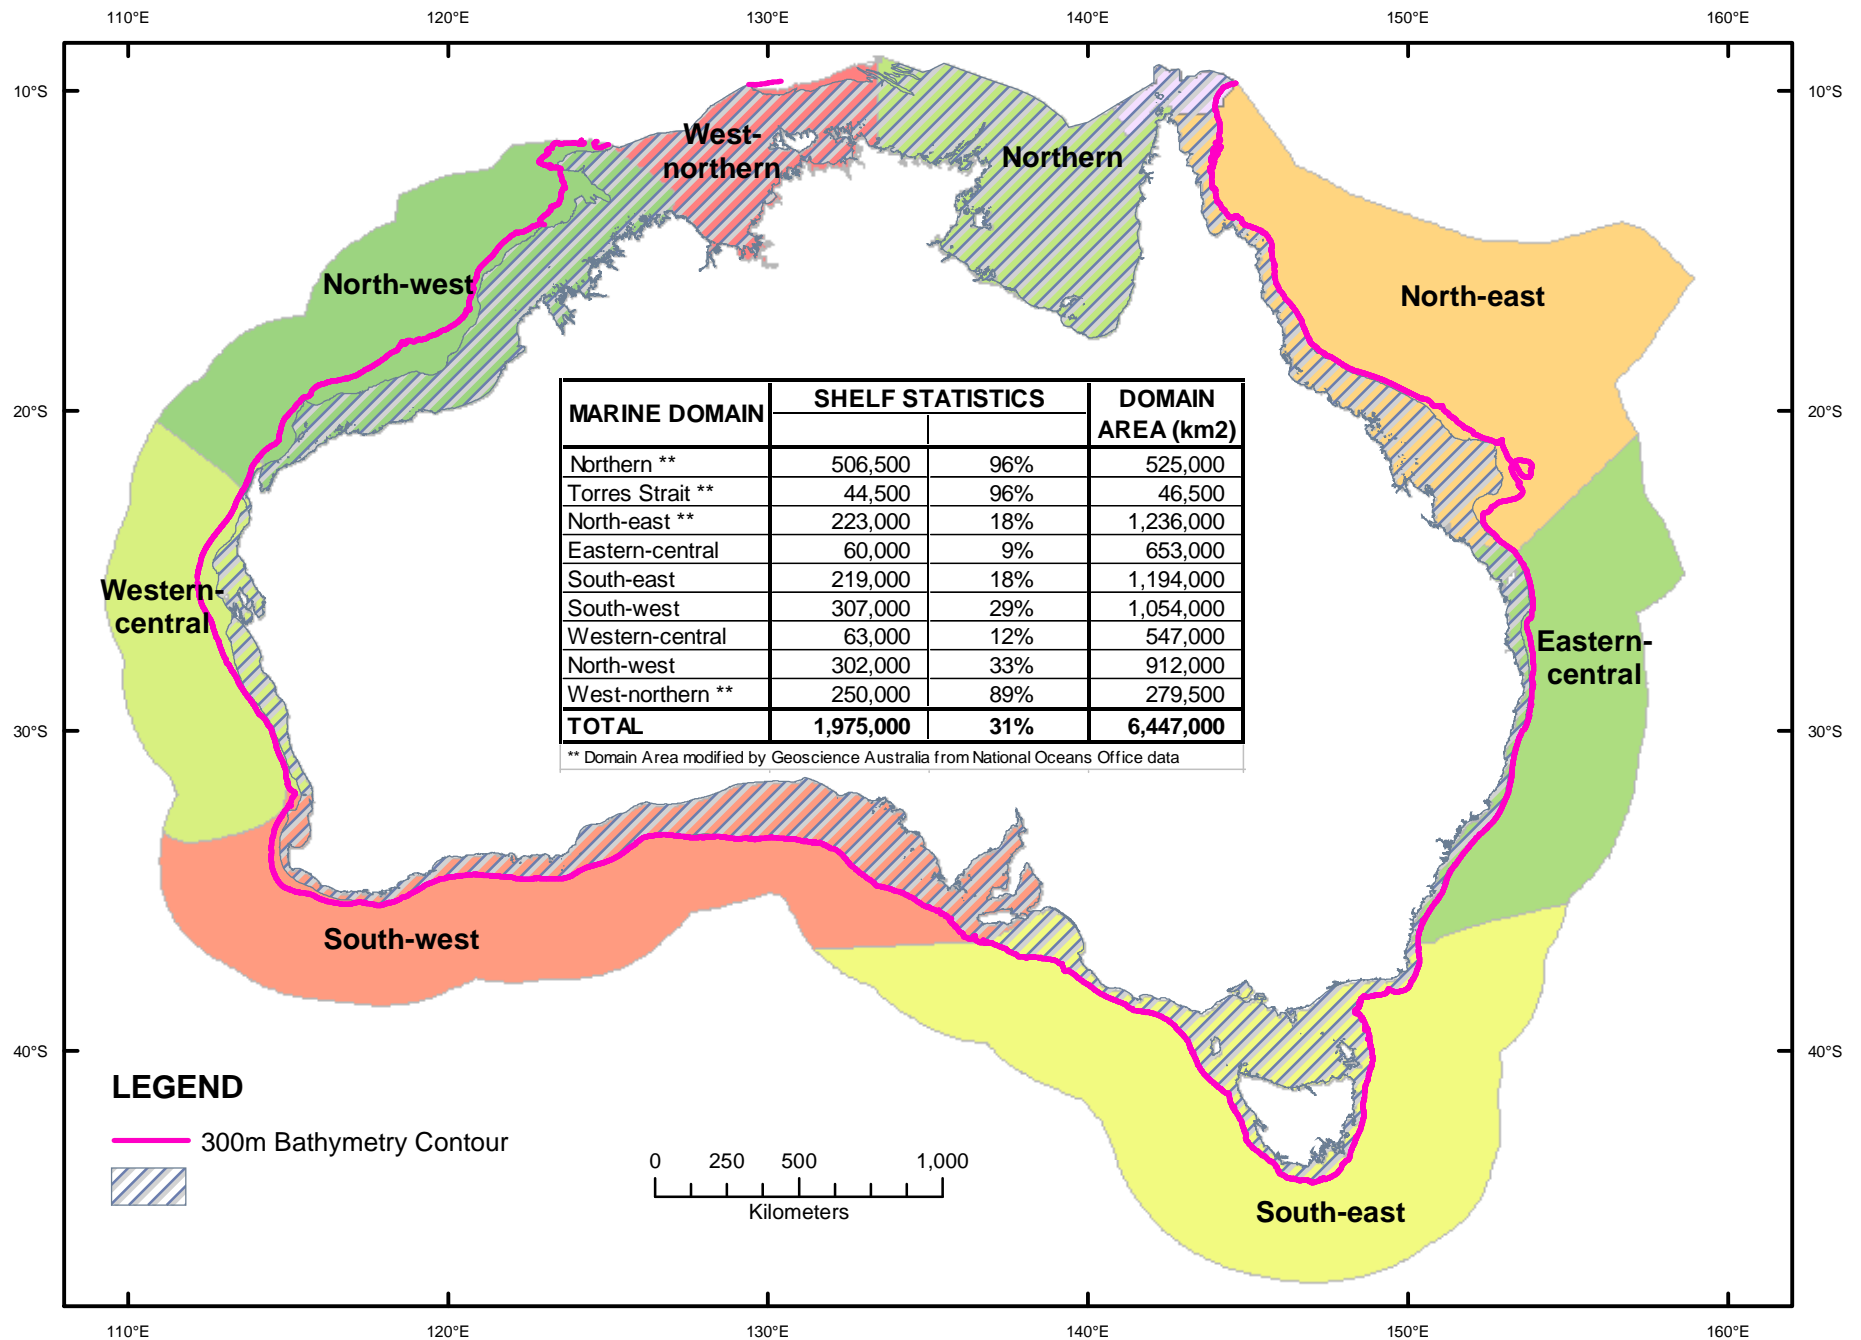 110°E 120°E 130°E 140°E 150°E 160°E
10°S 10°S
West-
northern
Northern
North-west
North-east
20°S 20°S
MARINE DOMAIN SHELF STATISTICS DOMAIN
AREA (km2)
Northern ** 506,500 96% 525,000
Torres Strait ** 44,500 96% 46,500
North-east ** 223,000 18% 1,236,000
Eastern-central 60,000 9% 653,000
South-east 219,000 18% 1,194,000
South-west 307,000 29% 1,054,000
Western-central 63,000 12% 547,000
North-west 302,000 33% 912,000
West-northern ** 250,000 89% 279,500
TOTAL 1,975,000 31% 6,447,000
** Domain Area modified by Geoscience Australia from National Oceans Office data
Western-
central
Eastern-
central
30°S 30°S
South-west
40°S 40°S
LEGEND
300m Bathymetry Contour
0 250 500 1,000
Kilometers
South-east
110°E 120°E 130°E 140°E 150°E 160°E